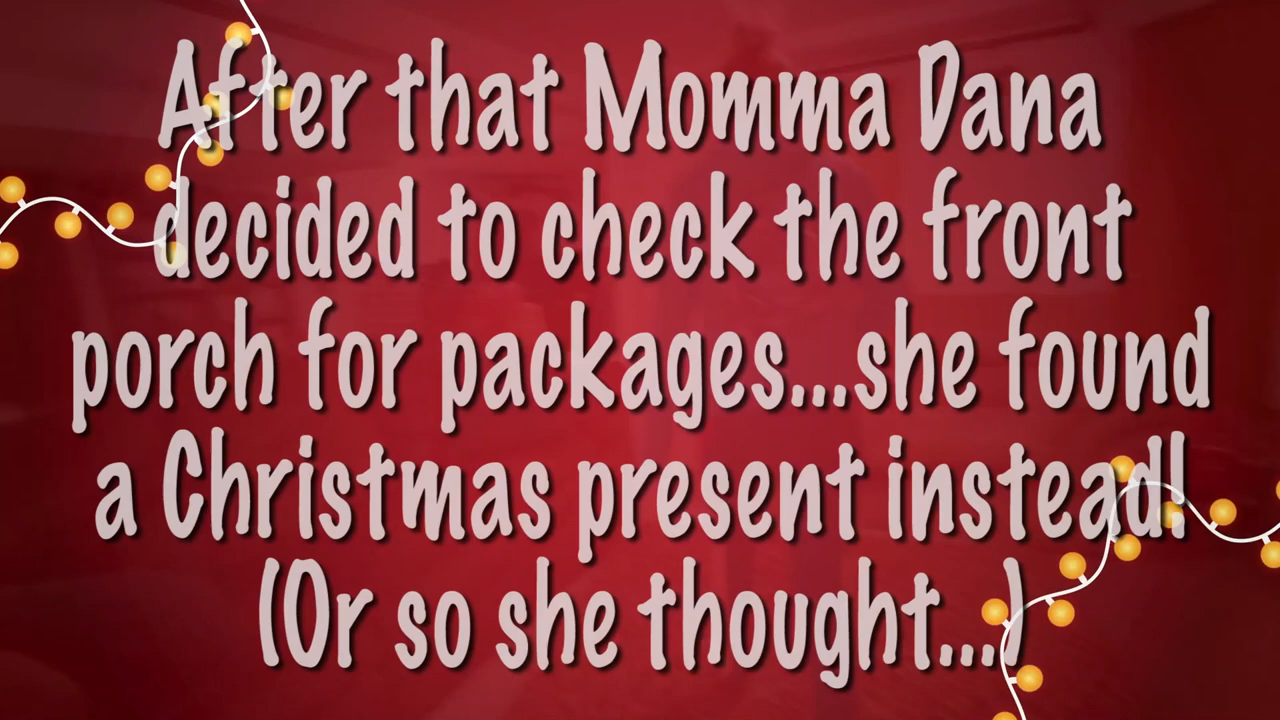 After that Momma Dana
decided to check the front
porch for packages...she found
a Christmas present instead!
(Or so she thought...)